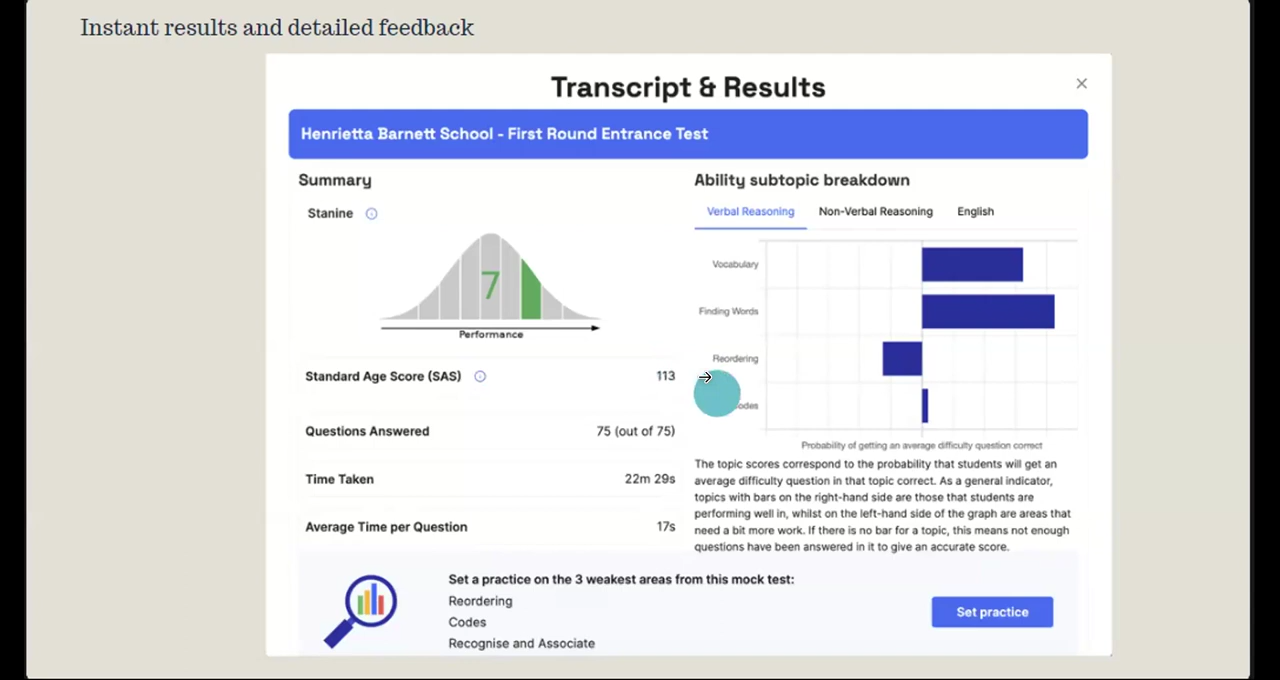 Instant results and detailed feedback
Transcript & Results
Henrietta Barnett School - First Round Entrance Test
Summary
Stanine
7
Performance
Standard Age Score (SAS)
113
Questions Answered
75 (out of 75)
Time Taken
22m 29s
Average Time per Question
17s
Ability subtopic breakdown
Verbal Reasoning
Non-Verbal Reasoning
English
Vocabulary
Finding Words
Reordering
Probability of getting an average difficulty question correct
The topic scores correspond to the probability that students will get an
average difficulty question in that topic correct. As a general indicator,
topics with bars on the right-hand side are those that students are
performing well in, whilst on the left-hand side of the graph are areas that
need a bit more work. If there is no bar for a topic, this means not enough
questions have been answered in it to give an accurate score.
Set a practice on the 3 weakest areas from this mock test:
Reordering
Codes
Recognise and Associate
Set practice